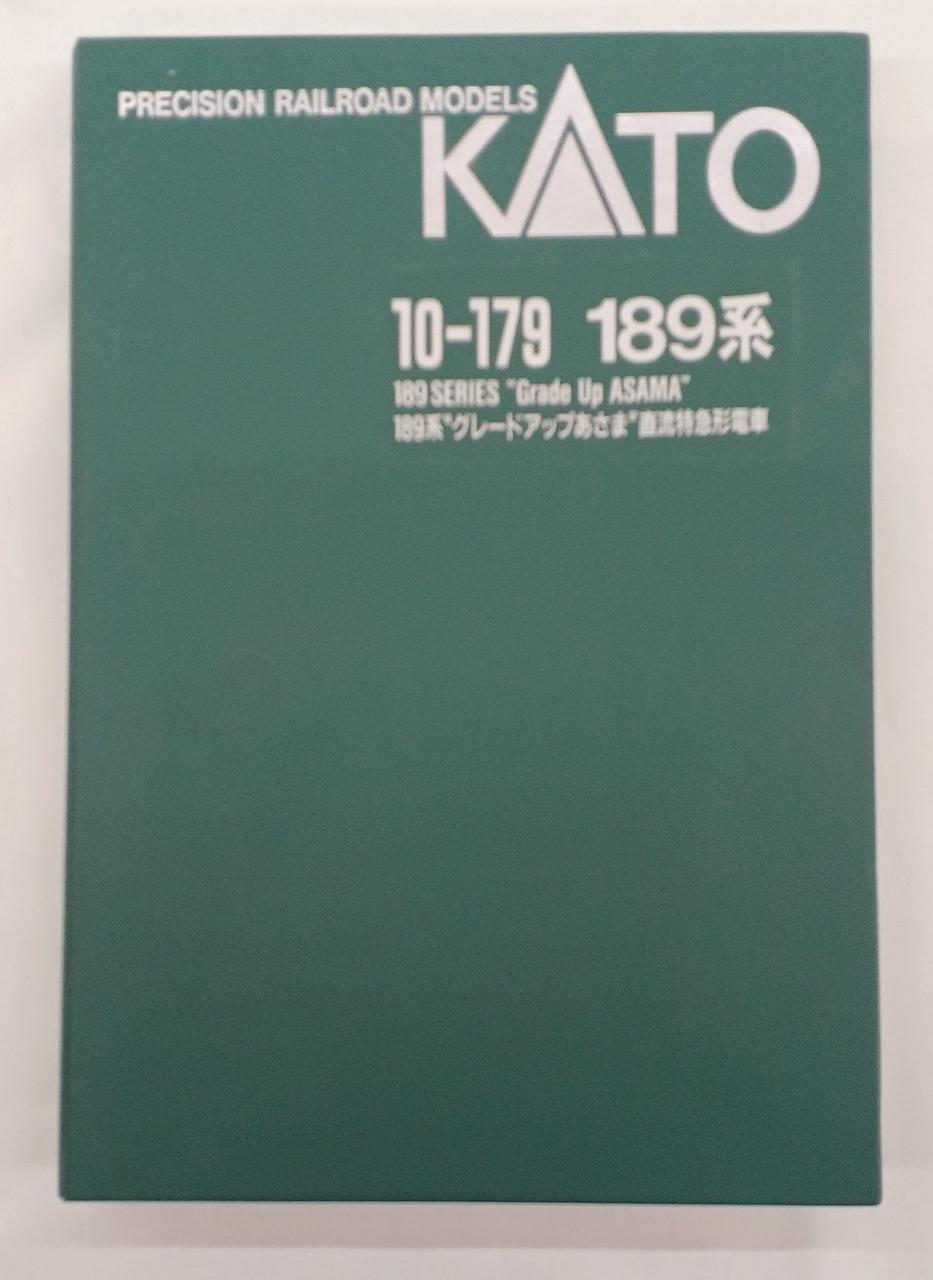 PRECISION RAILROAD MODELS
KATO
10-179 189系
189 SERIES "Grade Up ASAMA"
189系"グレードアップあさま"直流特急形電車